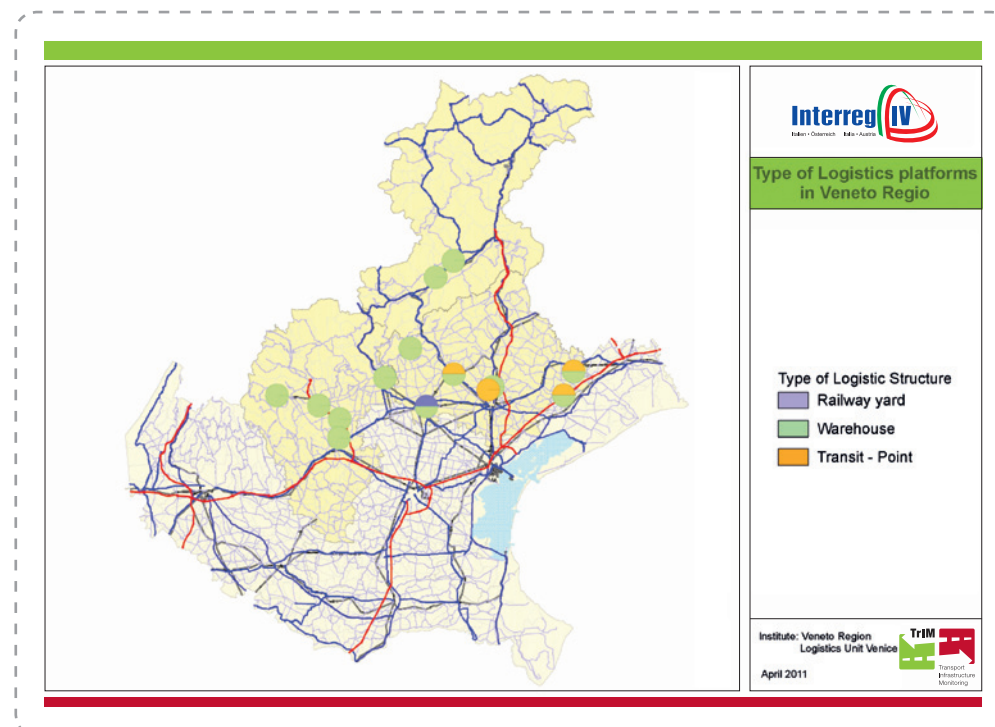 Interreg IV
Italien • Österreich Italia • Austria
Type of Logistics platforms
in Veneto Regio
Type of Logistic Structure
Railway yard
Warehouse
Transit - Point
Institute: Veneto Region
Logistics Unit Venice
April 2011
TrIM
Transport
Infrastructure
Monitoring